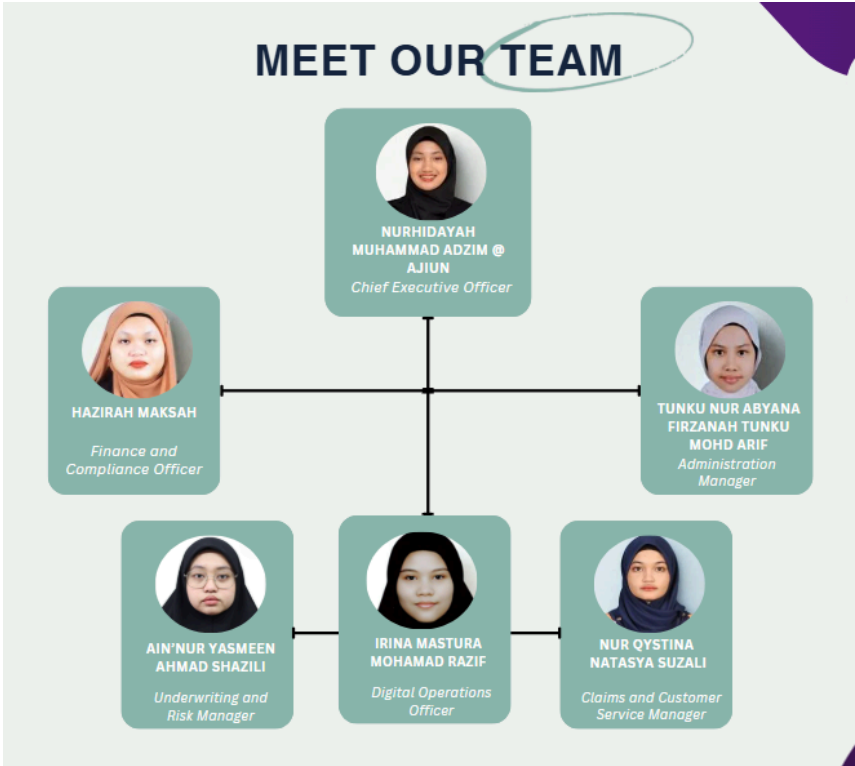 MEET OUR TEAM
NURHIDAYAH
MUHAMMAD ADZIM @
AJIUN
Chief Executive Officer
HAZIRAH MAKSAH
Finance and
Compliance Officer
TUNKU NUR ABYANA
FIRZANAH TUNKU
MOHD ARIF
Administration
Manager
AIN'NUR YASMEEN
AHMAD SHAZILI
Underwriting and
Risk Manager
IRINA MASTURA
MOHAMAD RAZIF
Digital Operations
Officer
NUR QYSTINA
NATASYA SUZALI
Claims and Customer
Service Manager